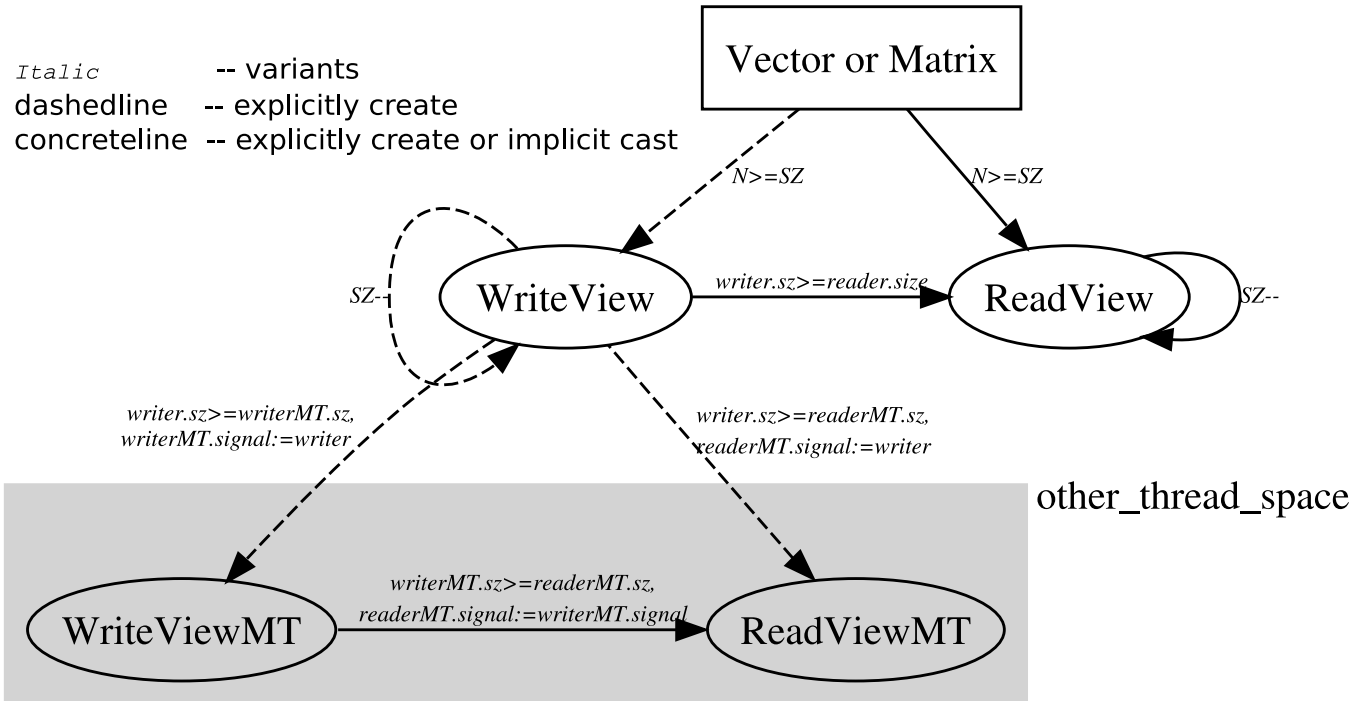 Vector or Matrix
Italic -- variants
dashedline -- explicitly create
concreteline -- explicitly create or implicit cast
N>=SZ
N>=SZ
SZ--
WriteView
writer.sz>=reader.size
ReadView
SZ--
writer.sz>=writerMT.sz,
writerMT.signal:=writer
writer.sz>=readerMT.sz,
readerMT.signal:=writer
other_thread_space
writerMT.sz>=readerMT.sz,
readerMT.signal:=writerMT.signal
WriteViewMT
ReadViewMT